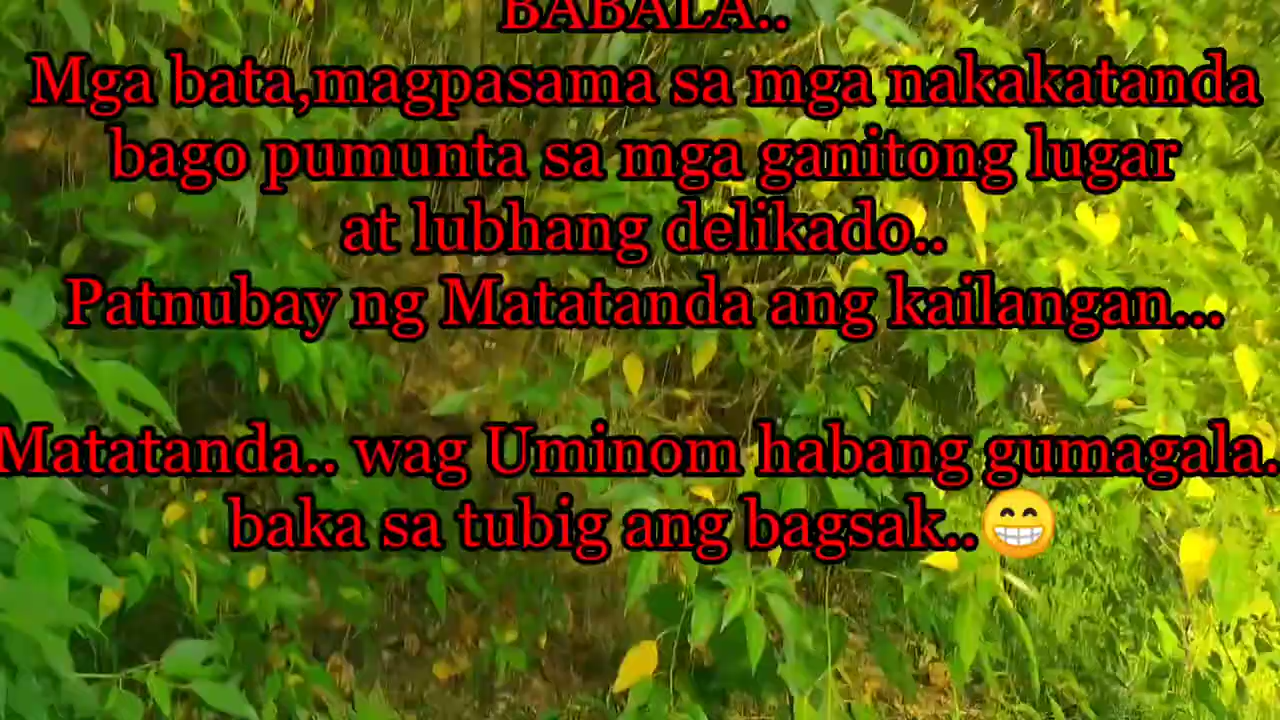 BABALA..
Mga bata,magpasama sa mga nakakatanda
bago pumunta sa mga ganitong lugar
at lubhang delikado..
Patnubay ng Matatanda ang kailangan...
Matatanda.. wag Uminom habang gumagala.
baka sa tubig ang bagsak..😁